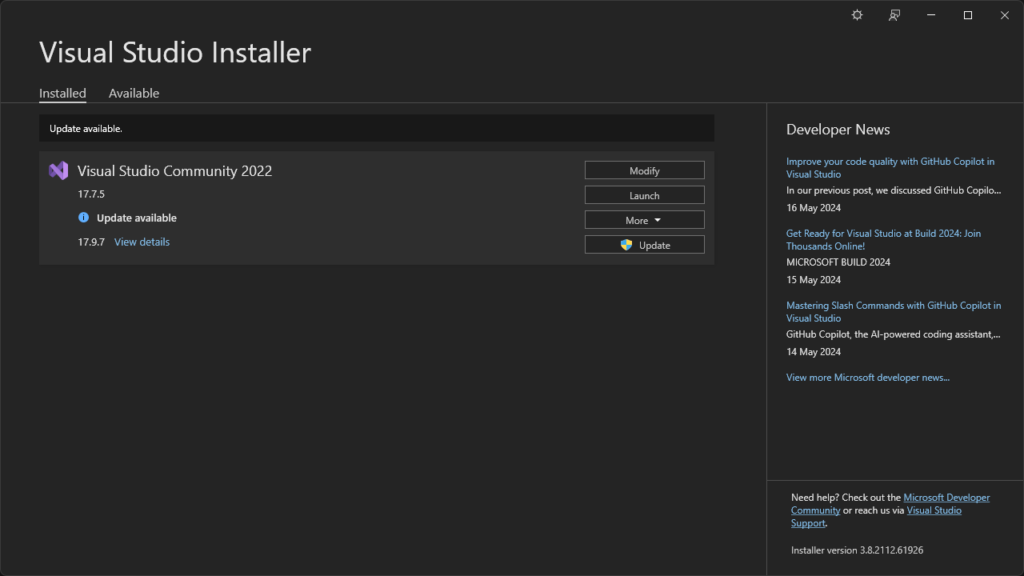 Visual Studio Installer
Installed
Available
Update available.
Visual Studio Community 2022
17.7.5
Update available
17.9.7 View details
Modify
Launch
More
Update
Developer News
Improve your code quality with GitHub Copilot in
Visual Studio
In our previous post, we discussed GitHub Copilo...
16 May 2024
Get Ready for Visual Studio at Build 2024: Join
Thousands Online!
MICROSOFT BUILD 2024
15 May 2024
Mastering Slash Commands with GitHub Copilot in
Visual Studio
GitHub Copilot, the AI-powered coding assistant,...
14 May 2024
View more Microsoft developer news...
Need help? Check out the Microsoft Developer
Community or reach us via Visual Studio
Support.
Installer version 3.8.2112.61926